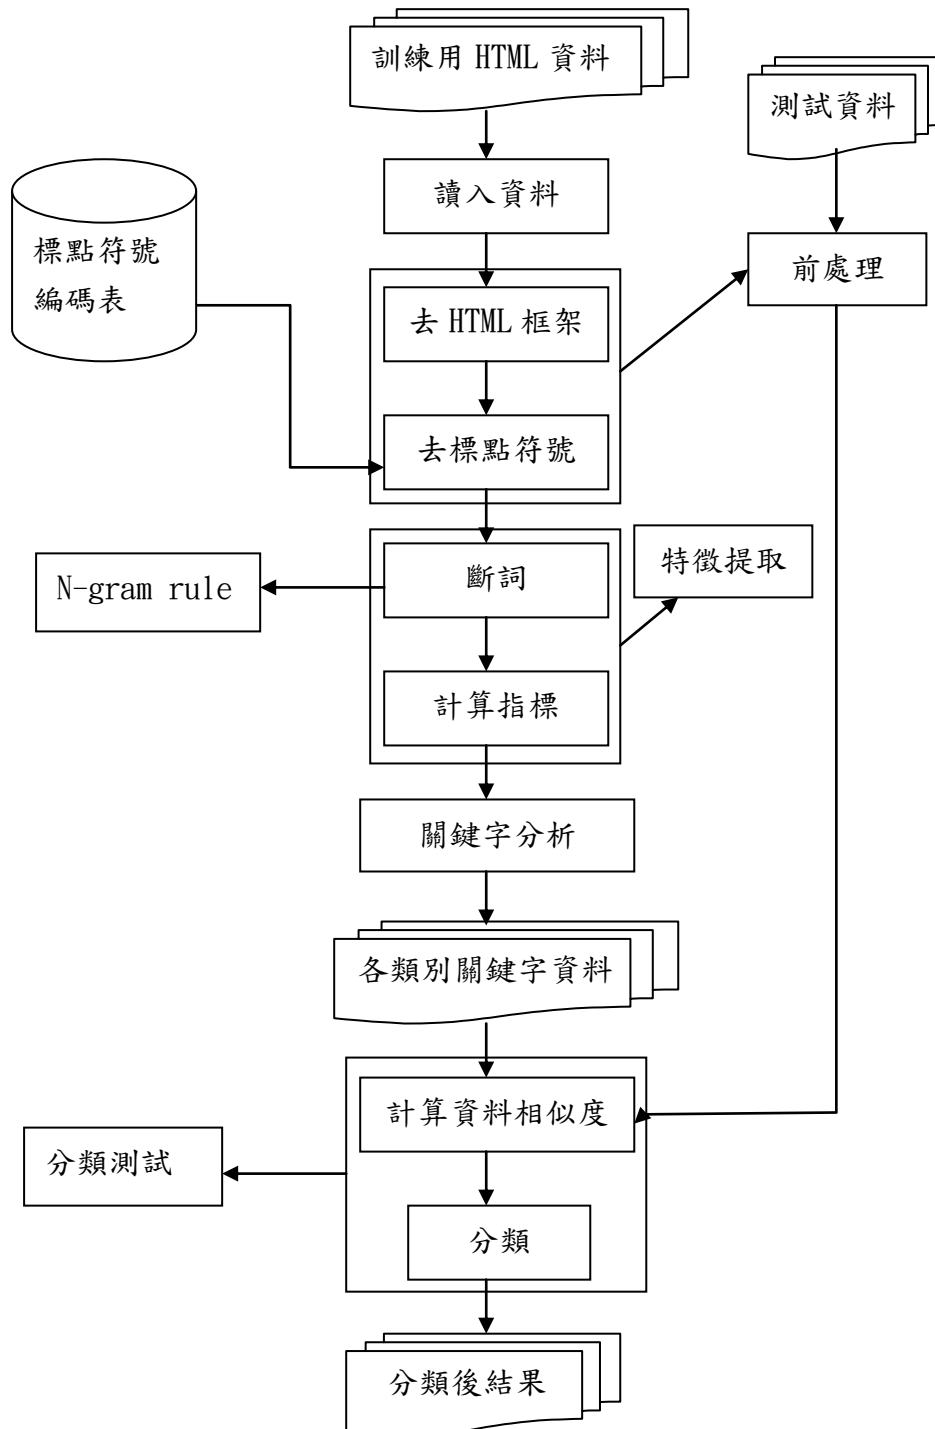 訓練用 HTML 資料
測試資料
讀入資料
標點符號
編碼表
前處理
去 HTML 框架
去標點符號
斷詞
特徵提取
N-gram rule
計算指標
關鍵字分析
各類別關鍵字資料
計算資料相似度
分類測試
分類
分類後結果